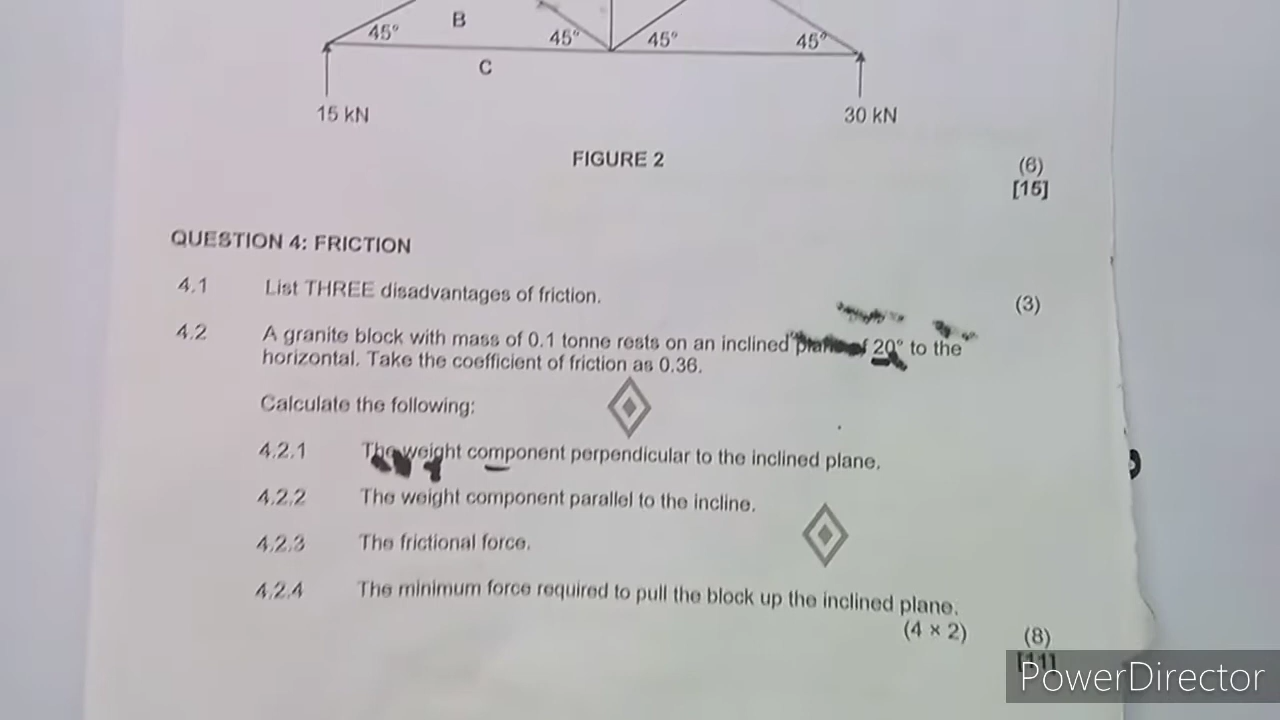 B
45° 45° 45° 45°
C
15 kN 30 kN
FIGURE 2
(6)
[15]
QUESTION 4: FRICTION
4.1 List THREE disadvantages of friction. (3)
4.2 A granite block with mass of 0.1 tonne rests on an inclined 20° to the
horizontal. Take the coefficient of friction as 0.36.
Calculate the following:
4.2.1 The weight component perpendicular to the inclined plane.
4.2.2 The weight component parallel to the incline.
4.2.3 The frictional force.
4.2.4 The minimum force required to pull the block up the inclined plane.
(4 × 2) (8)
[11]
PowerDirector